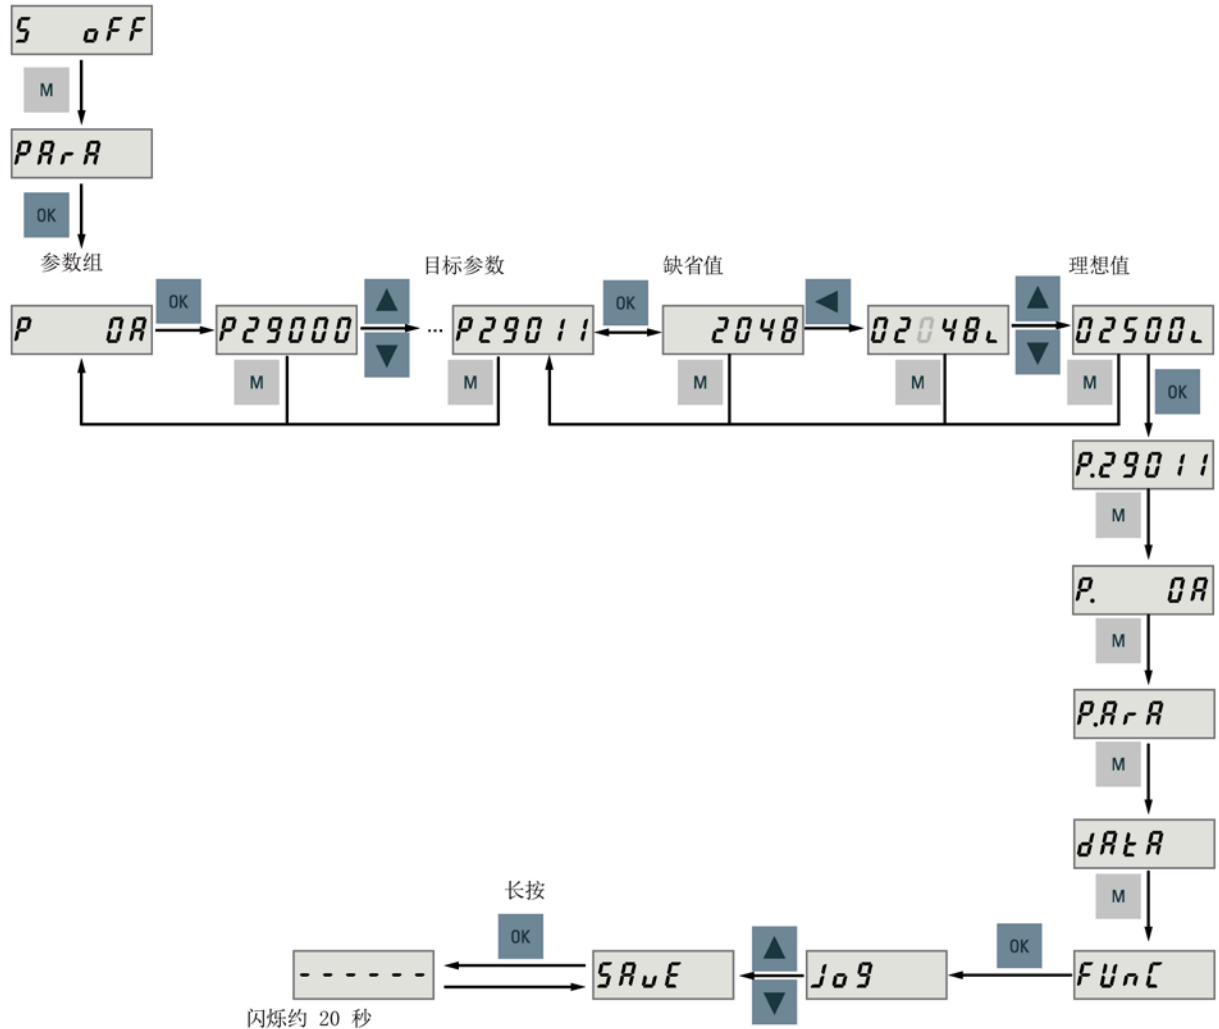 S oFF
M
PArA
OK
参数组
目标参数
缺省值
理想值
P 0A
OK
P29000
▲
▼
...
P29011
OK
2048
◀
02048L
▲
▼
02500L
M
M
M
M
M
OK
P.29011
M
P. 0A
M
P.ArA
M
dAtA
M
FUnC
OK
Jog
▲
▼
SAvE
长按
OK
------
闪烁约 20 秒